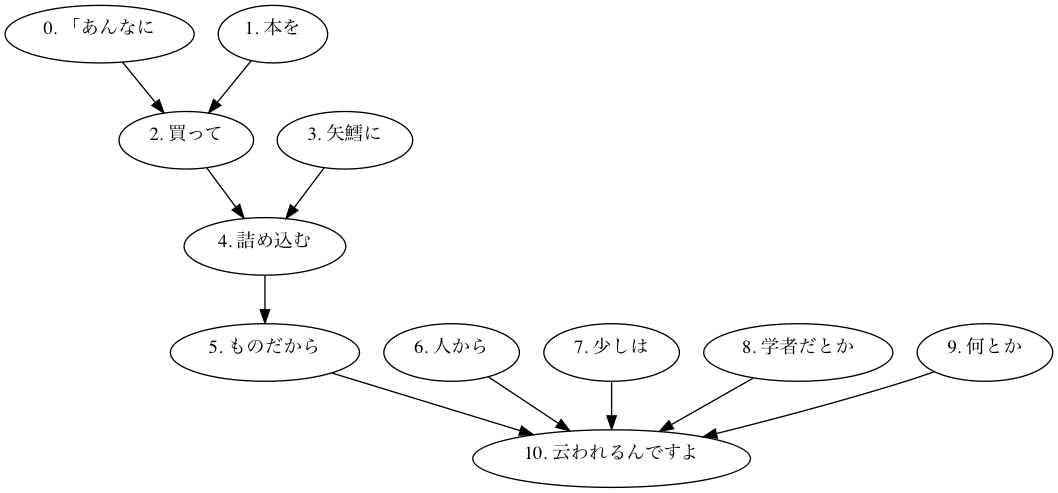 0. 「あんなに
1. 本を
2. 買って
3. 矢鱈に
4. 詰め込む
5. ものだから
6. 人から
7. 少しは
8. 学者だとか
9. 何とか
10. 云われるんですよ